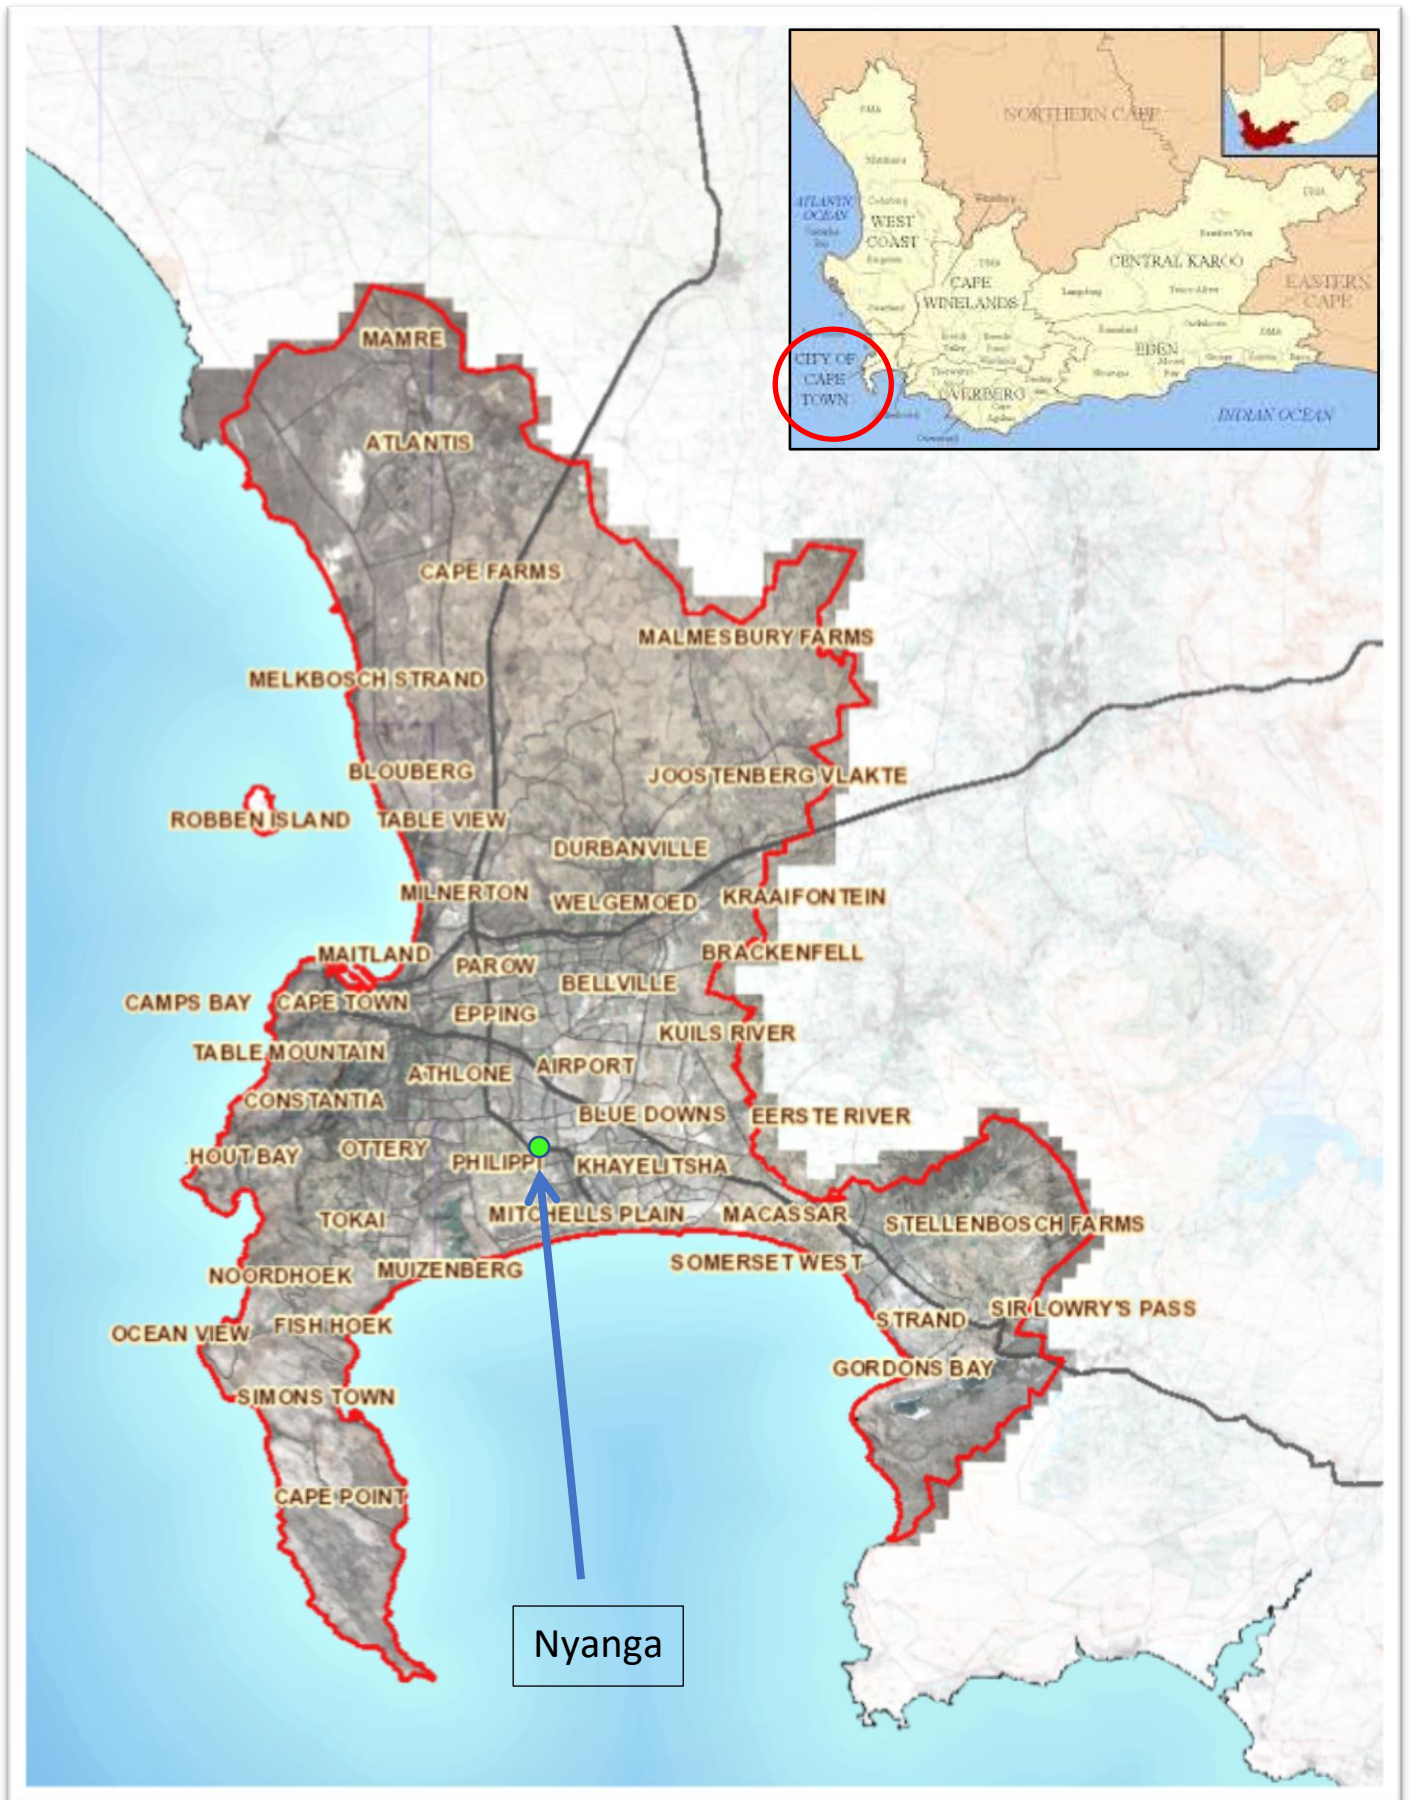 NORTHERN CAPE
ATLANTIC
OCEAN
WEST
COAST
CAPE
WINELANDS
CENTRAL KAROO
EASTERN
CAPE
EDEN
CITY OF
CAPE
TOWN
OVERBERG
INDIAN OCEAN
MAMRE
ATLANTIS
CAPE FARMS
MALMESBURY FARMS
MELKBOSCH STRAND
BLOUBERG
JOOSTENBERG VLAKTE
ROBBEN ISLAND
TABLE VIEW
DURBANVILLE
MILNERTON
WELGEMOED
KRAAIFONTEIN
MAITLAND
PAROW
BRACKENFELL
BELLVILLE
CAMPS BAY
CAPE TOWN
EPPING
KUILS RIVER
TABLE MOUNTAIN
ATHLONE
AIRPORT
CONSTANTIA
BLUE DOWNS
EERSTE RIVER
HOUT BAY
OTTERY
PHILIPPI
KHAYELITSHA
TOKAI
MITCHELLS PLAIN
MACASSAR
STELLENBOSCH FARMS
NOORDHOEK
MUIZENBERG
SOMERSET WEST
OCEAN VIEW
FISH HOEK
STRAND
SIR LOWRY'S PASS
GORDONS BAY
SIMONS TOWN
CAPE POINT
Nyanga